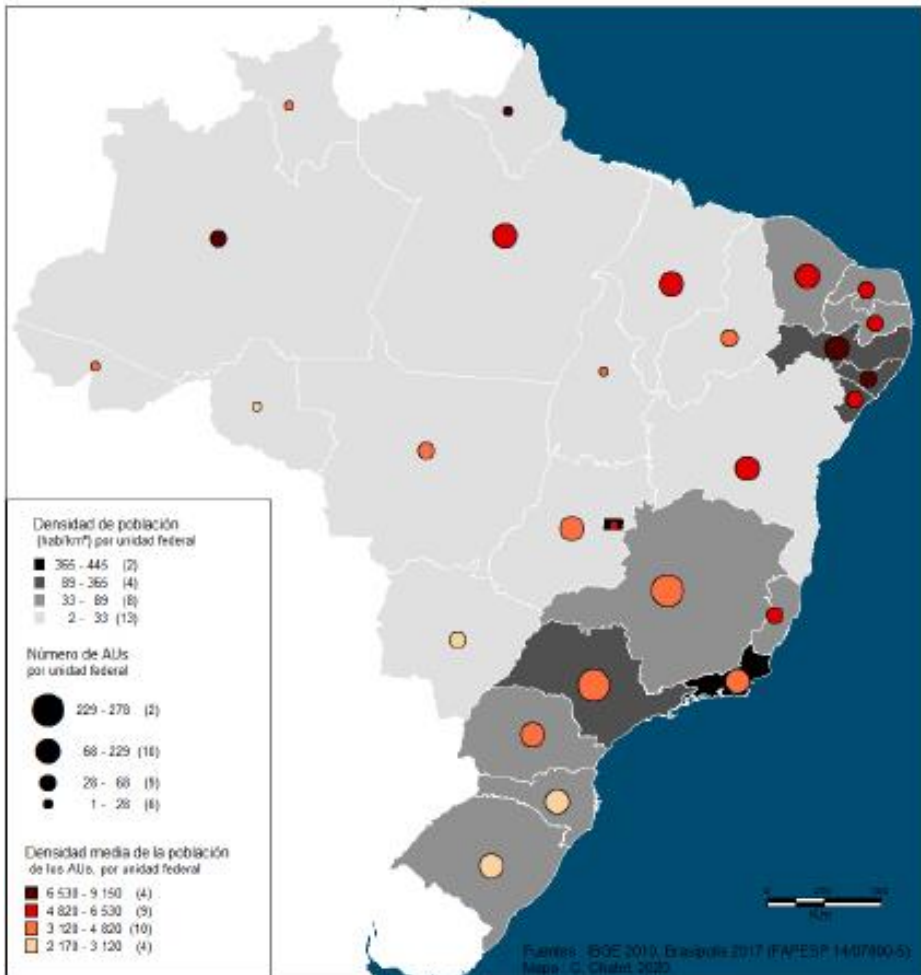 Densidad de población
(hab/km²) por unidad federal
366 - 445 (2)
89 - 366 (4)
33 - 89 (8)
2 - 33 (13)
Número de AUs
por unidad federal
229 - 278 (2)
68 - 229 (10)
28 - 68 (9)
1 - 28 (6)
Densidad media de la población
de los AUs, por unidad federal
6 530 - 9 150 (4)
4 820 - 6 530 (9)
3 120 - 4 820 (10)
2 170 - 3 120 (4)
Km
Fuentes : IBGE 2010, Brasipolis 2017 (FAPESP 14/07800-5)
Mapa : C. Chatel, 2020